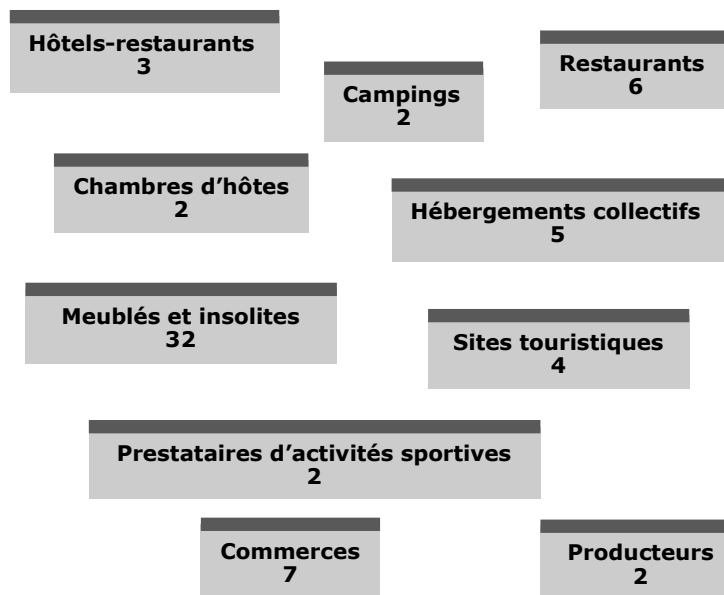 Hôtels-restaurants
3
Campings
2
Restaurants
6
Chambres d’hôtes
2
Hébergements collectifs
5
Meublés et insolites
32
Sites touristiques
4
Prestataires d’activités sportives
2
Commerces
7
Producteurs
2